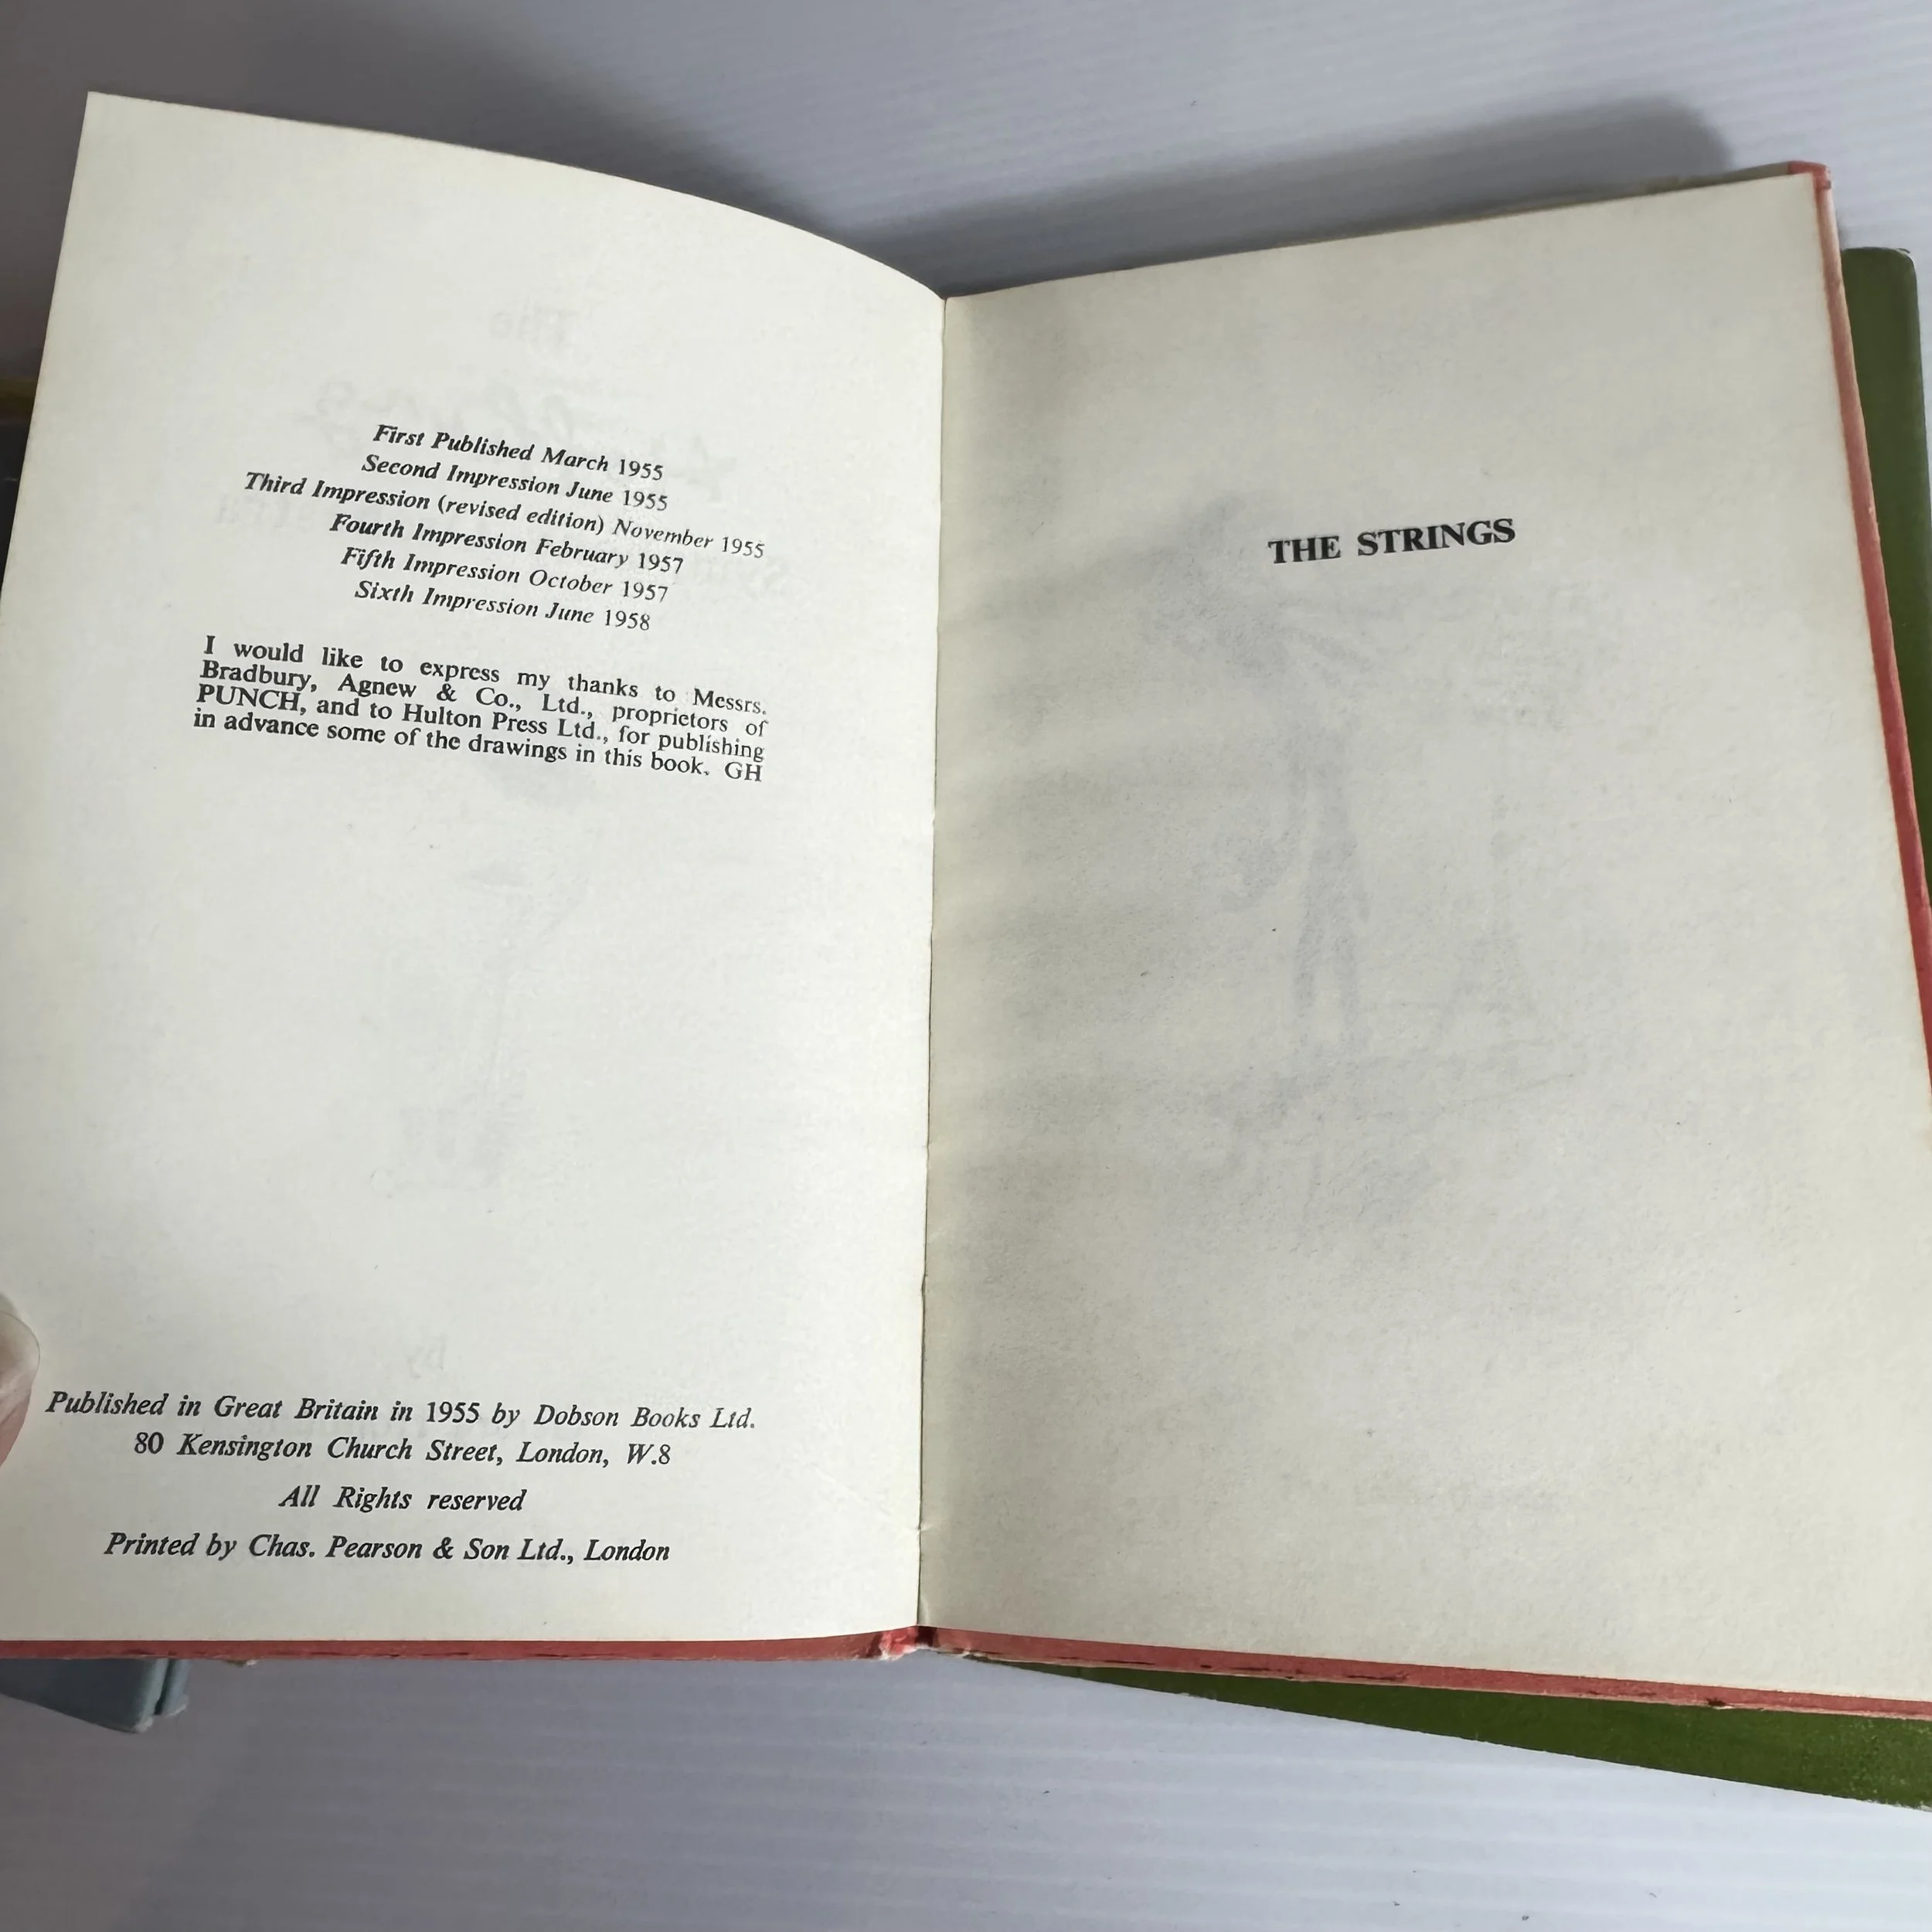 First Published March 1955
Second Impression June 1955
Third Impression (revised edition) November 1955
Fourth Impression February 1957
Fifth Impression October 1957
Sixth Impression June 1958
I would like to express my thanks to Messrs.
Bradbury, Agnew & Co., Ltd., proprietors of
PUNCH, and to Hulton Press Ltd., for publishing
in advance some of the drawings in this book. GH
Published in Great Britain in 1955 by Dobson Books Ltd.
80 Kensington Church Street, London, W.8
All Rights reserved
Printed by Chas. Pearson & Son Ltd., London
THE STRINGS